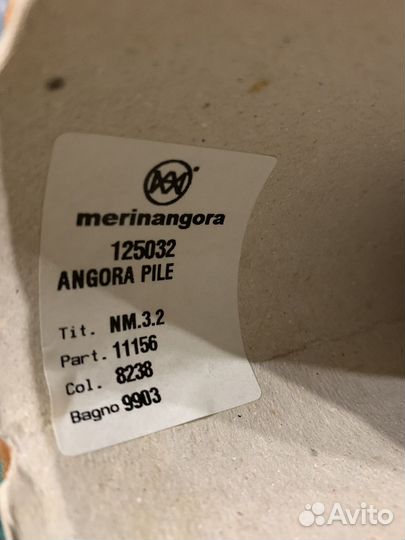 merinangora
125032
ANGORA PILE
Tit. NM.3.2
Part. 11156
Col. 8238
Bagno 9903
Avito